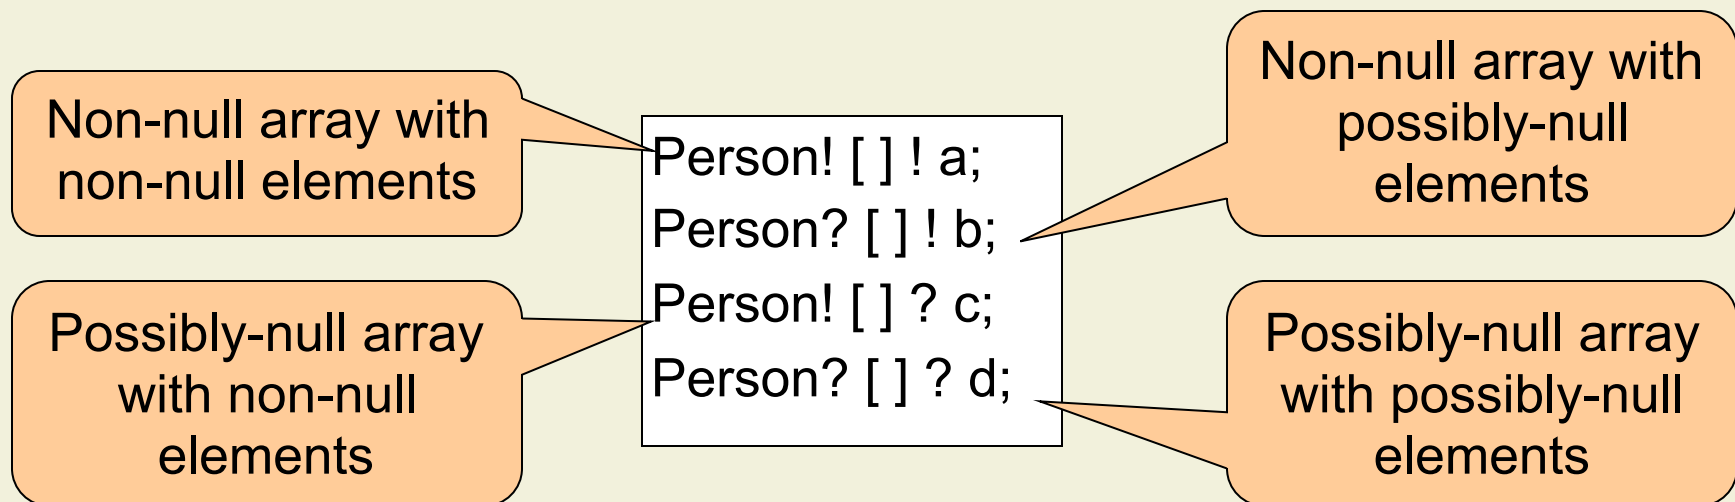 Non-null array with
non-null elements
Person! [ ] ! a;
Person? [ ] ! b;
Person! [ ] ? c;
Person? [ ] ? d;
Non-null array with
possibly-null
elements
Possibly-null array
with non-null
elements
Possibly-null array
with possibly-null
elements